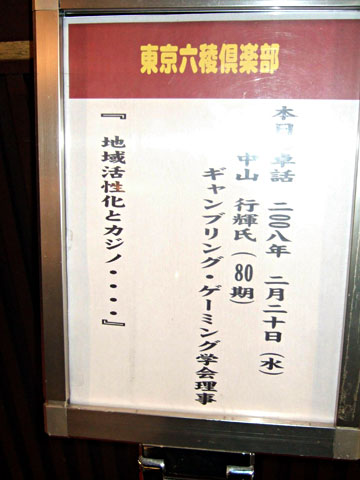 東京六稜倶楽部
本日 卓話 二〇〇八年 二月二十日（水）
中山 行輝氏（80期）
ギャンブリング・ゲーミング学会理事
『 地域活性化とカジノ・・・・』